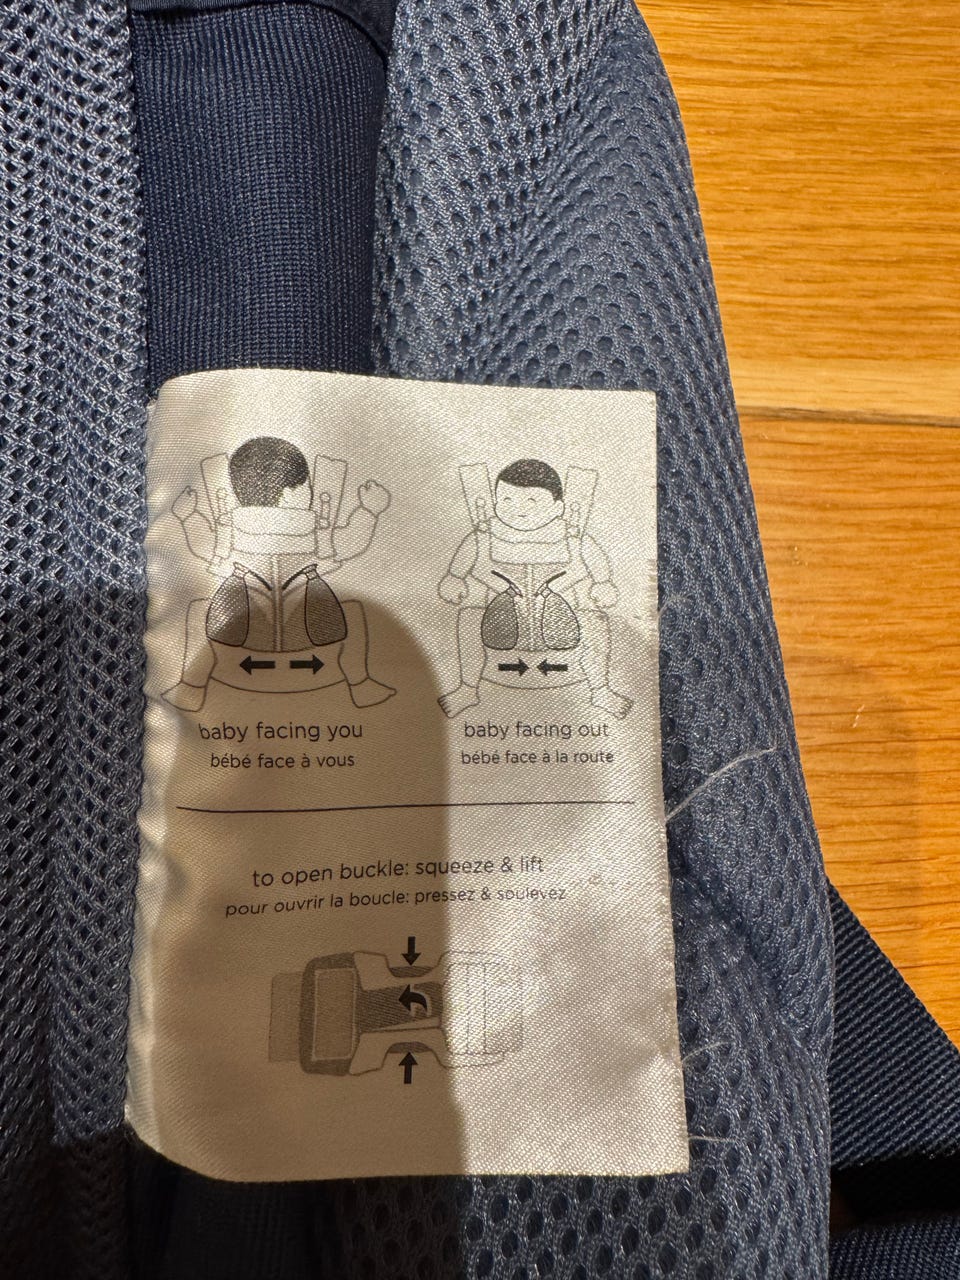 baby facing you
bébé face à vous
baby facing out
bébé face à la route
to open buckle: squeeze & lift
pour ouvrir la boucle: pressez & soulevez